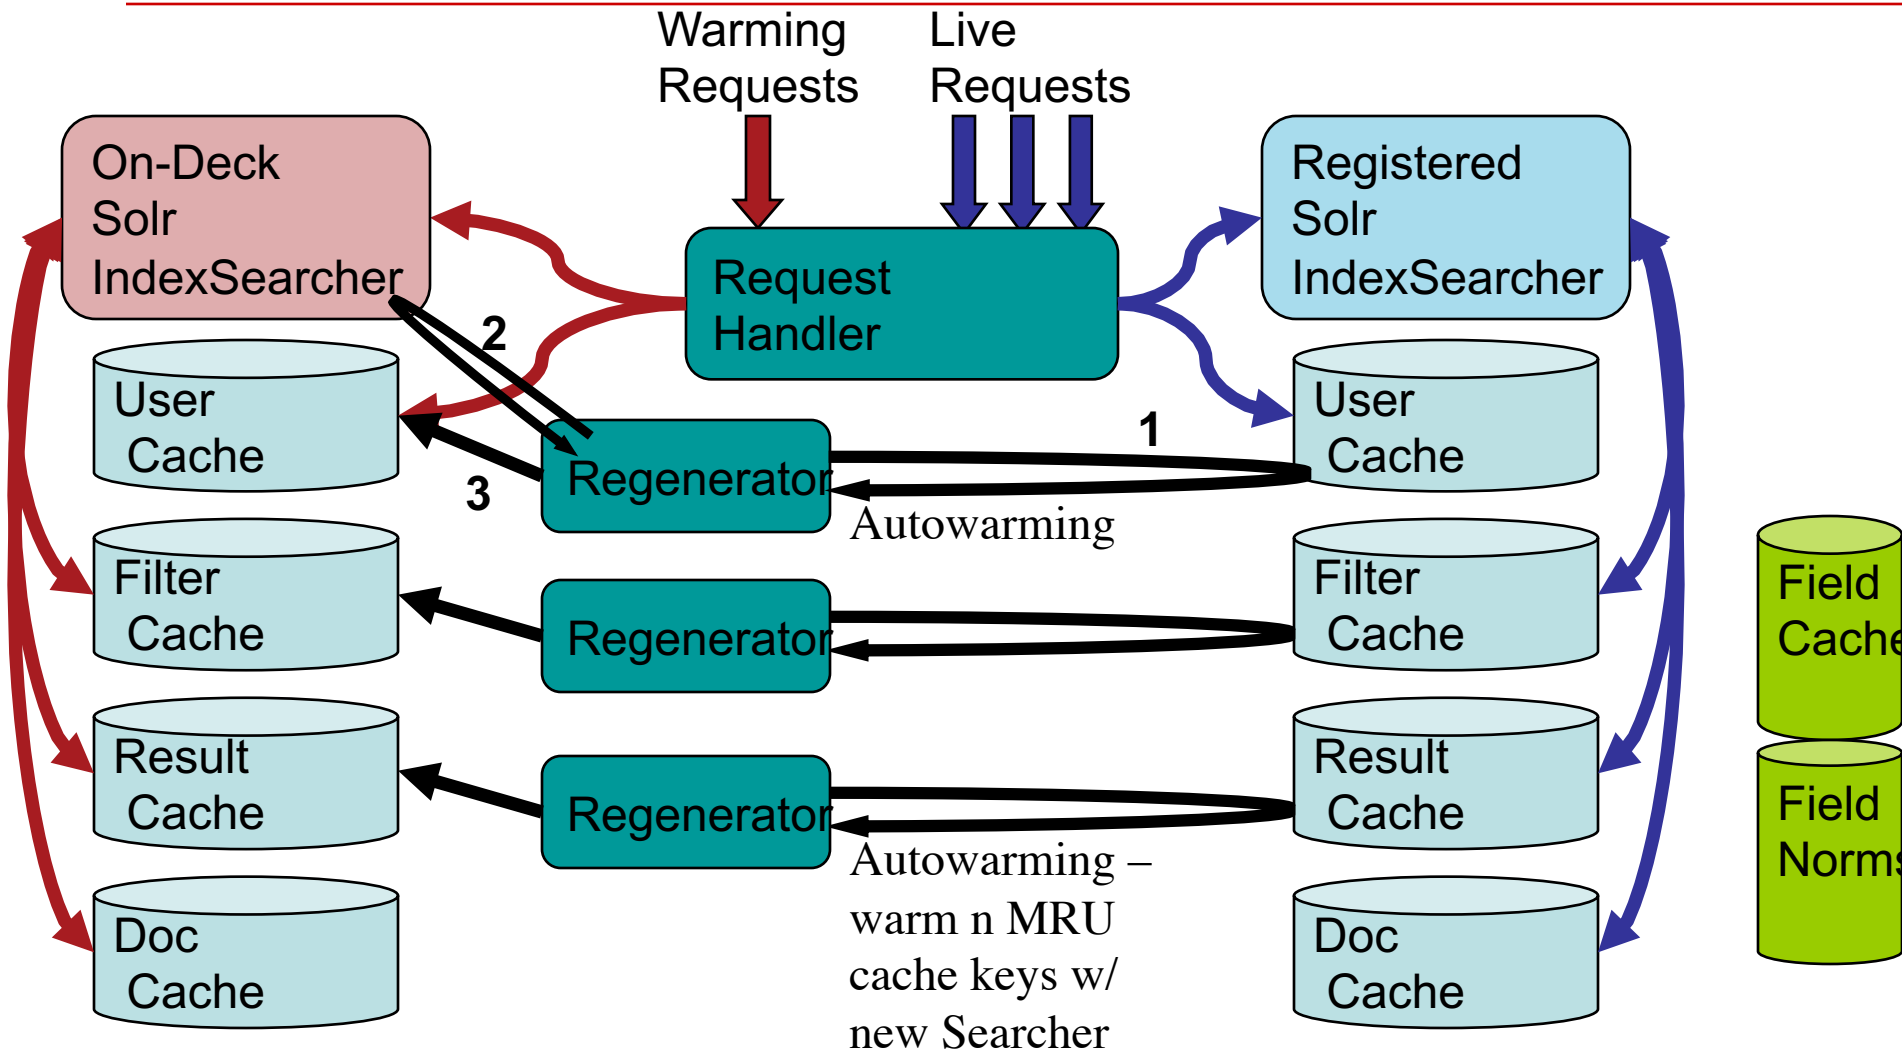 Warming
Requests
Live
Requests
On-Deck
Solr
IndexSearcher
Request
Handler
Registered
Solr
IndexSearcher
2
User
Cache
3
Regenerator
1
Autowarming
User
Cache
Filter
Cache
Regenerator
Filter
Cache
Field
Cache
Result
Cache
Regenerator
Autowarming –
warm n MRU
cache keys w/
new Searcher
Result
Cache
Field
Norms
Doc
Cache
Doc
Cache